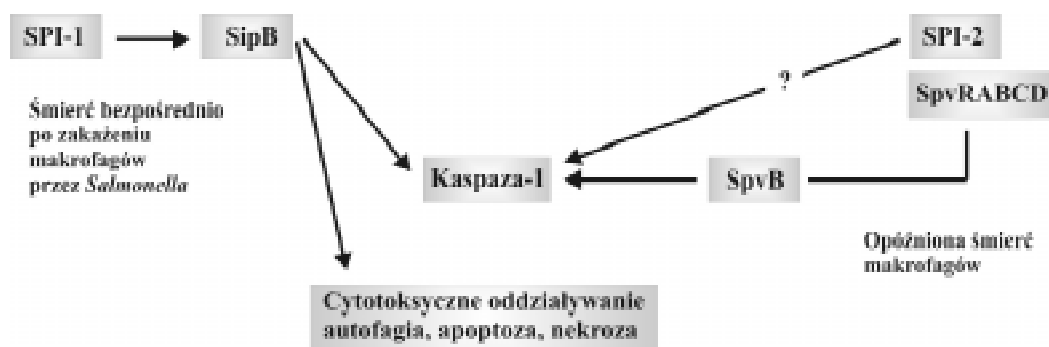 SPI-1
SipB
SPI-2
?
SpvRABCD
Śmierć bezpośrednio
po zakażeniu
makrofagów
przez Salmonella
Kaspaza-1
SpvB
Opóźniona śmierć
makrofagów
Cytotoksyczne oddziaływanie
autofagia, apoptoza, nekroza